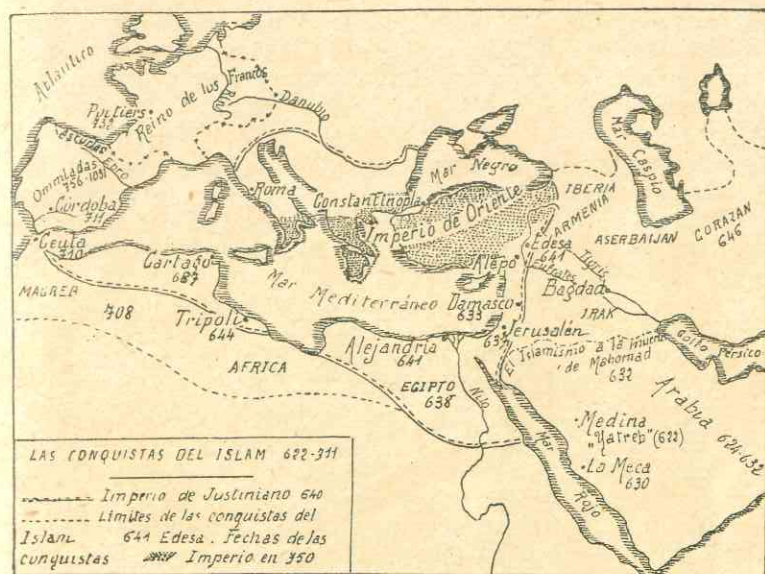 Atlántico
Reino de los
Francos
Rin
Danubio
Poitiers
732
Ebro
Ommiadas
756-1031
Córdoba
711
Ceuta
710
Roma
Constantinopla
Mar Negro
Imperio de Oriente
Mar
Caspio
IBERIA
ARMENIA
ASERBAIJAN
CORAZAN
646
Edesa
641
Alepo
Eufrates
Tigris
Bagdad
IRAK
Damasco
633
Jerusalén
Cartago
687
Mar
Mediterráneo
MAGREB
708
Trípoli
644
Alejandria
641
AFRICA
EGIPTO
638
Nilo
El Islamismo a la muerte
de Mahomad
632
Golfo
Pérsico
Arabia
624-632
Medina
"Yatreb" (622)
La Meca
630
Mar
Rojo
LAS CONQUISTAS DEL ISLAM 622-311
Imperio de Justiniano 640
Límites de las conquistas del
Islam 641 Edesa. Fechas de las
conquistas Imperio en 750